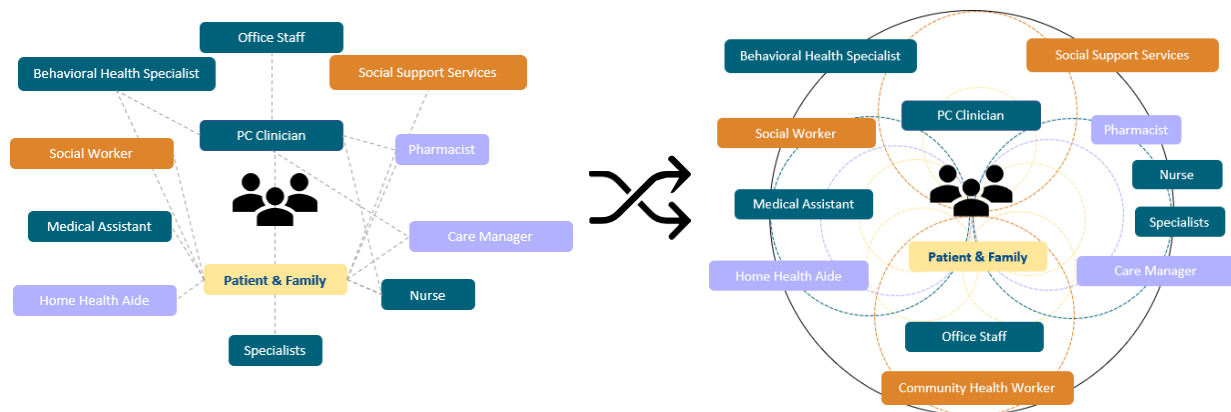 Office Staff
Behavioral Health Specialist
Social Support Services
PC Clinician
Social Worker
Pharmacist
Medical Assistant
Care Manager
Patient & Family
Home Health Aide
Nurse
Specialists
Behavioral Health Specialist
Social Support Services
PC Clinician
Social Worker
Pharmacist
Nurse
Medical Assistant
Specialists
Patient & Family
Home Health Aide
Care Manager
Office Staff
Community Health Worker